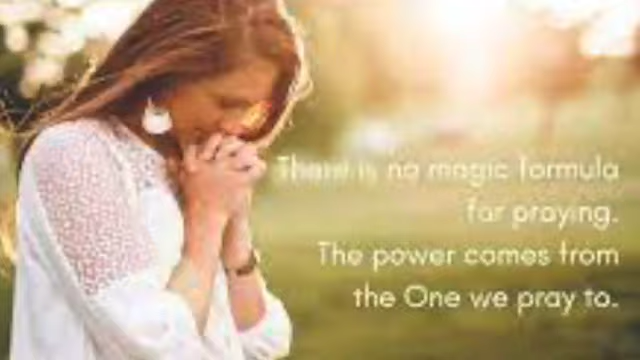 There is no magic formula
for praying.
The power comes from
the One we pray to.